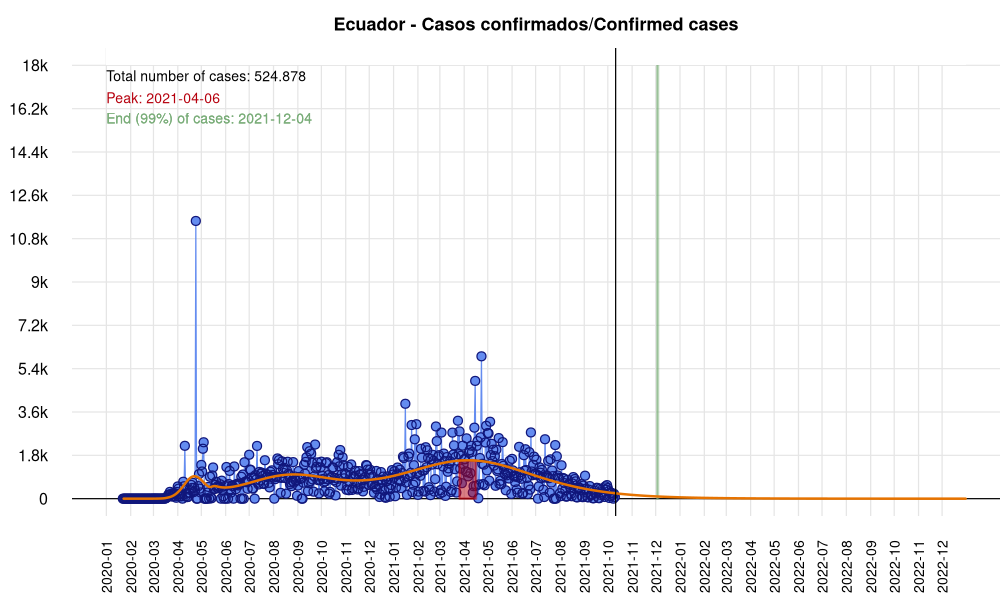 Ecuador - Casos confirmados/Confirmed cases
18k
Total number of cases: 524.878
Peak: 2021-04-06
16.2k
End (99%) of cases: 2021-12-04
14.4k
12.6k
10.8k
9k
7.2k
5.4k
3.6k
1.8k
0
2020-01
2020-02
2020-03
2020-04
2020-05
2020-06
2020-07
2020-08
2020-09
2020-10
2020-11
2020-12
2021-01
2021-02
2021-03
2021-04
2021-05
2021-06
2021-07
2021-08
2021-09
2021-10
2021-11
2021-12
2022-01
2022-02
2022-03
2022-04
2022-05
2022-06
2022-07
2022-08
2022-09
2022-10
2022-11
2022-12